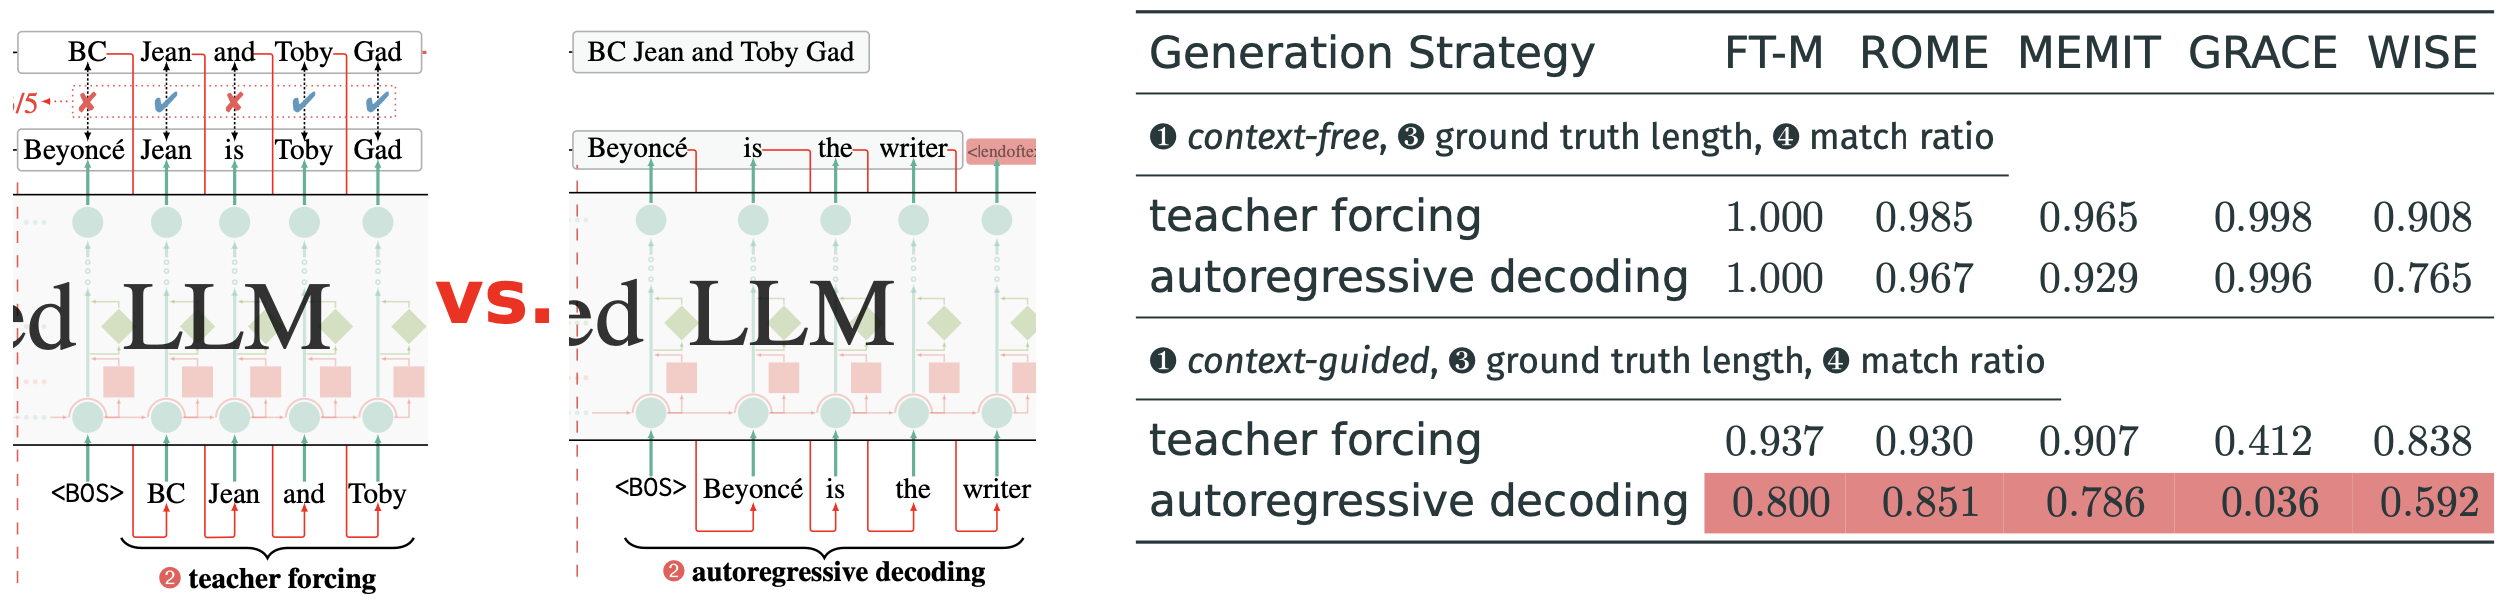 BC Jean and Toby Gad
/5
Beyoncé Jean is Toby Gad
ed LLM
<BOS> BC Jean and Toby
❷ teacher forcing
vs.
BC Jean and Toby Gad
Beyoncé is the writer <|endofte
ed LLM
<BOS> Beyoncé is the writer
❷ autoregressive decoding
Generation Strategy FT-M ROME MEMIT GRACE WISE
❶ context-free, ❸ ground truth length, ❹ match ratio
teacher forcing 1.000 0.985 0.965 0.998 0.908
autoregressive decoding 1.000 0.967 0.929 0.996 0.765
❶ context-guided, ❸ ground truth length, ❹ match ratio
teacher forcing 0.937 0.930 0.907 0.412 0.838
autoregressive decoding 0.800 0.851 0.786 0.036 0.592